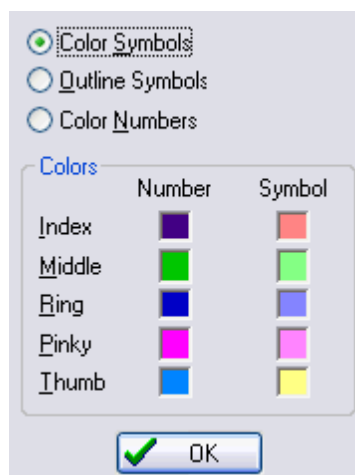 Color Symbols
Outline Symbols
Color Numbers
Colors
Number Symbol
Index
Middle
Ring
Pinky
Thumb
OK